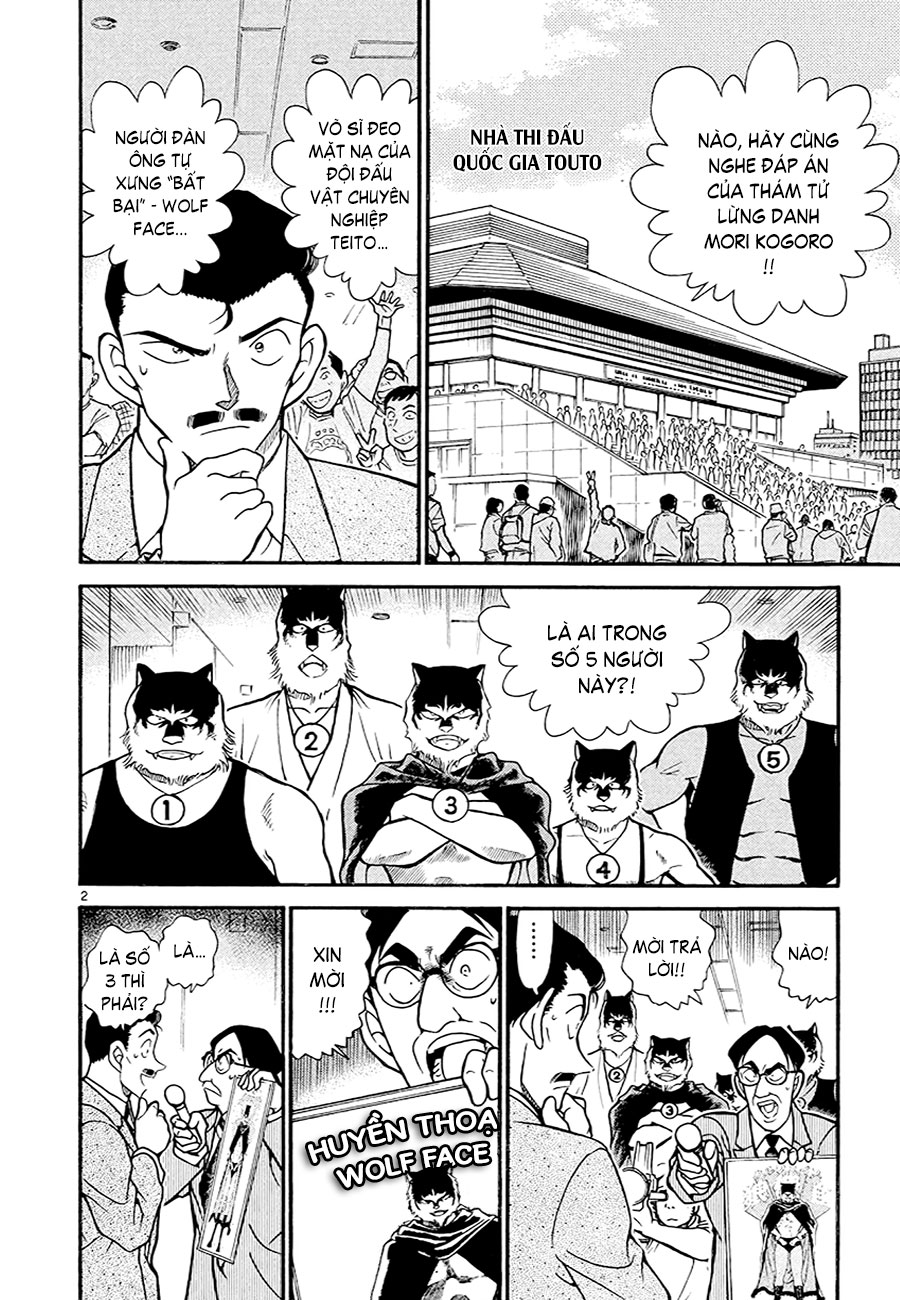 NÀO, HÃY CÙNG
NGHE ĐÁP ÁN
CỦA THÁM TỬ
LỪNG DANH
MORI KOGORO
!!
NHÀ THI ĐẤU
QUỐC GIA TOUTO
VÕ SĨ ĐEO
MẶT NẠ CỦA
ĐỘI ĐẤU
VẬT CHUYÊN
NGHIỆP
TEITO...
NGƯỜI ĐÀN
ÔNG TỰ
XƯNG "BẤT
BẠI" - WOLF
FACE...
LÀ AI TRONG
SỐ 5 NGƯỜI
NÀY?!
1
2
3
4
5
2
NÀO!
MỜI TRẢ
LỜI!!
......
2
3
XIN
MỜI
!!!
HUYỀN THOẠI
WOLF FACE
LÀ...
LÀ SỐ
3 THÌ
PHẢI?